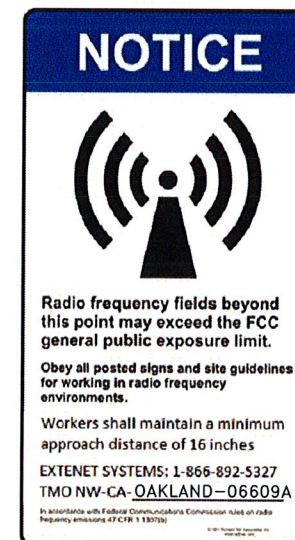 NOTICE
Radio frequency fields beyond
this point may exceed the FCC
general public exposure limit.
Obey all posted signs and site guidelines
for working in radio frequency
environments.
Workers shall maintain a minimum
approach distance of 16 inches
EXTENET SYSTEMS: 1-866-892-5327
TMO NW-CA-OAKLAND-06609A
In accordance with Federal Communications Commission rules on radio
frequency emissions 47 CFR 1.1307(b)